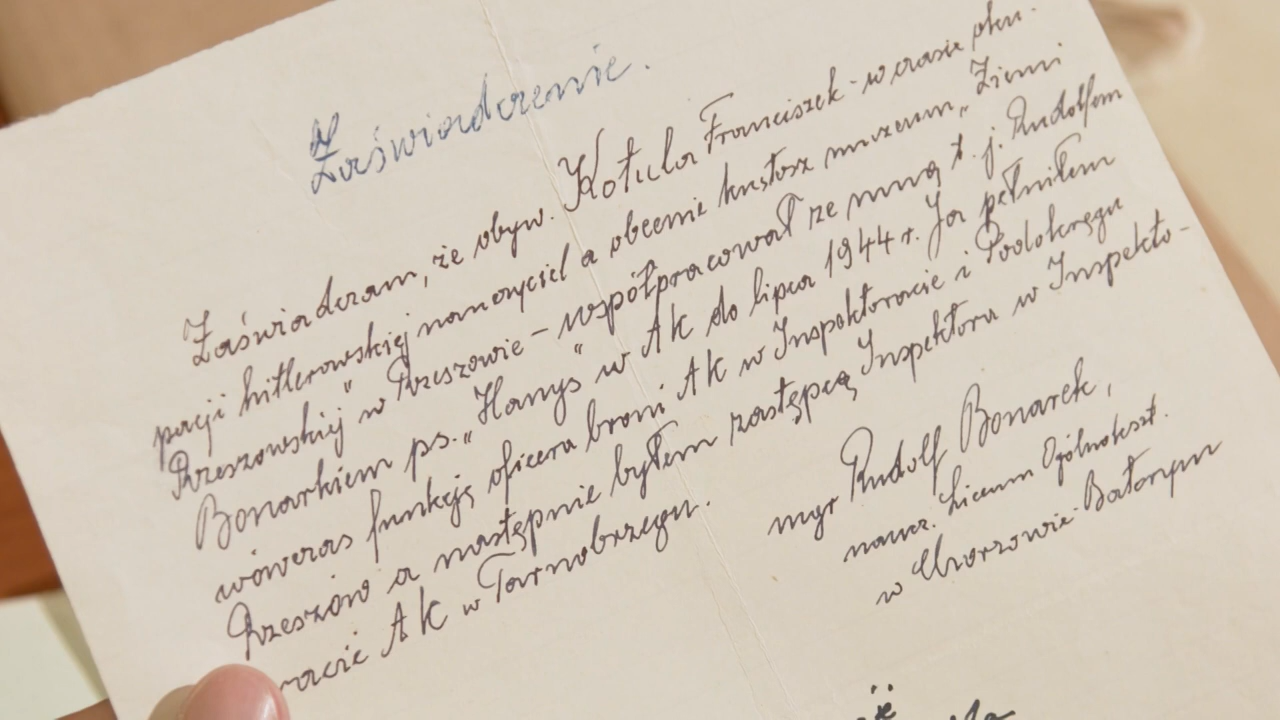 Zaświadczenie.
Zaświadczam, że obyw. Kotula Franciszek - w czasie oku-
pacji hitlerowskiej nauczyciel a obecnie kustosz muzeum „Ziemi
Rzeszowskiej" w Rzeszowie - współpracował ze mną t. j. Rudolfem
Bonarkiem ps. „Hanys" w AK do lipca 1944 r. Ja pełniłem
wówczas funkcję oficera broni AK w Inspektoracie i Podokręgu
Rzeszów a następnie byłem zastępcą Inspektora w Inspekto-
racie AK w Tarnobrzegu.
mgr Rudolf Bonarek,
naucz. Liceum Ogólnokszt.
w Chorzowie-Batorym